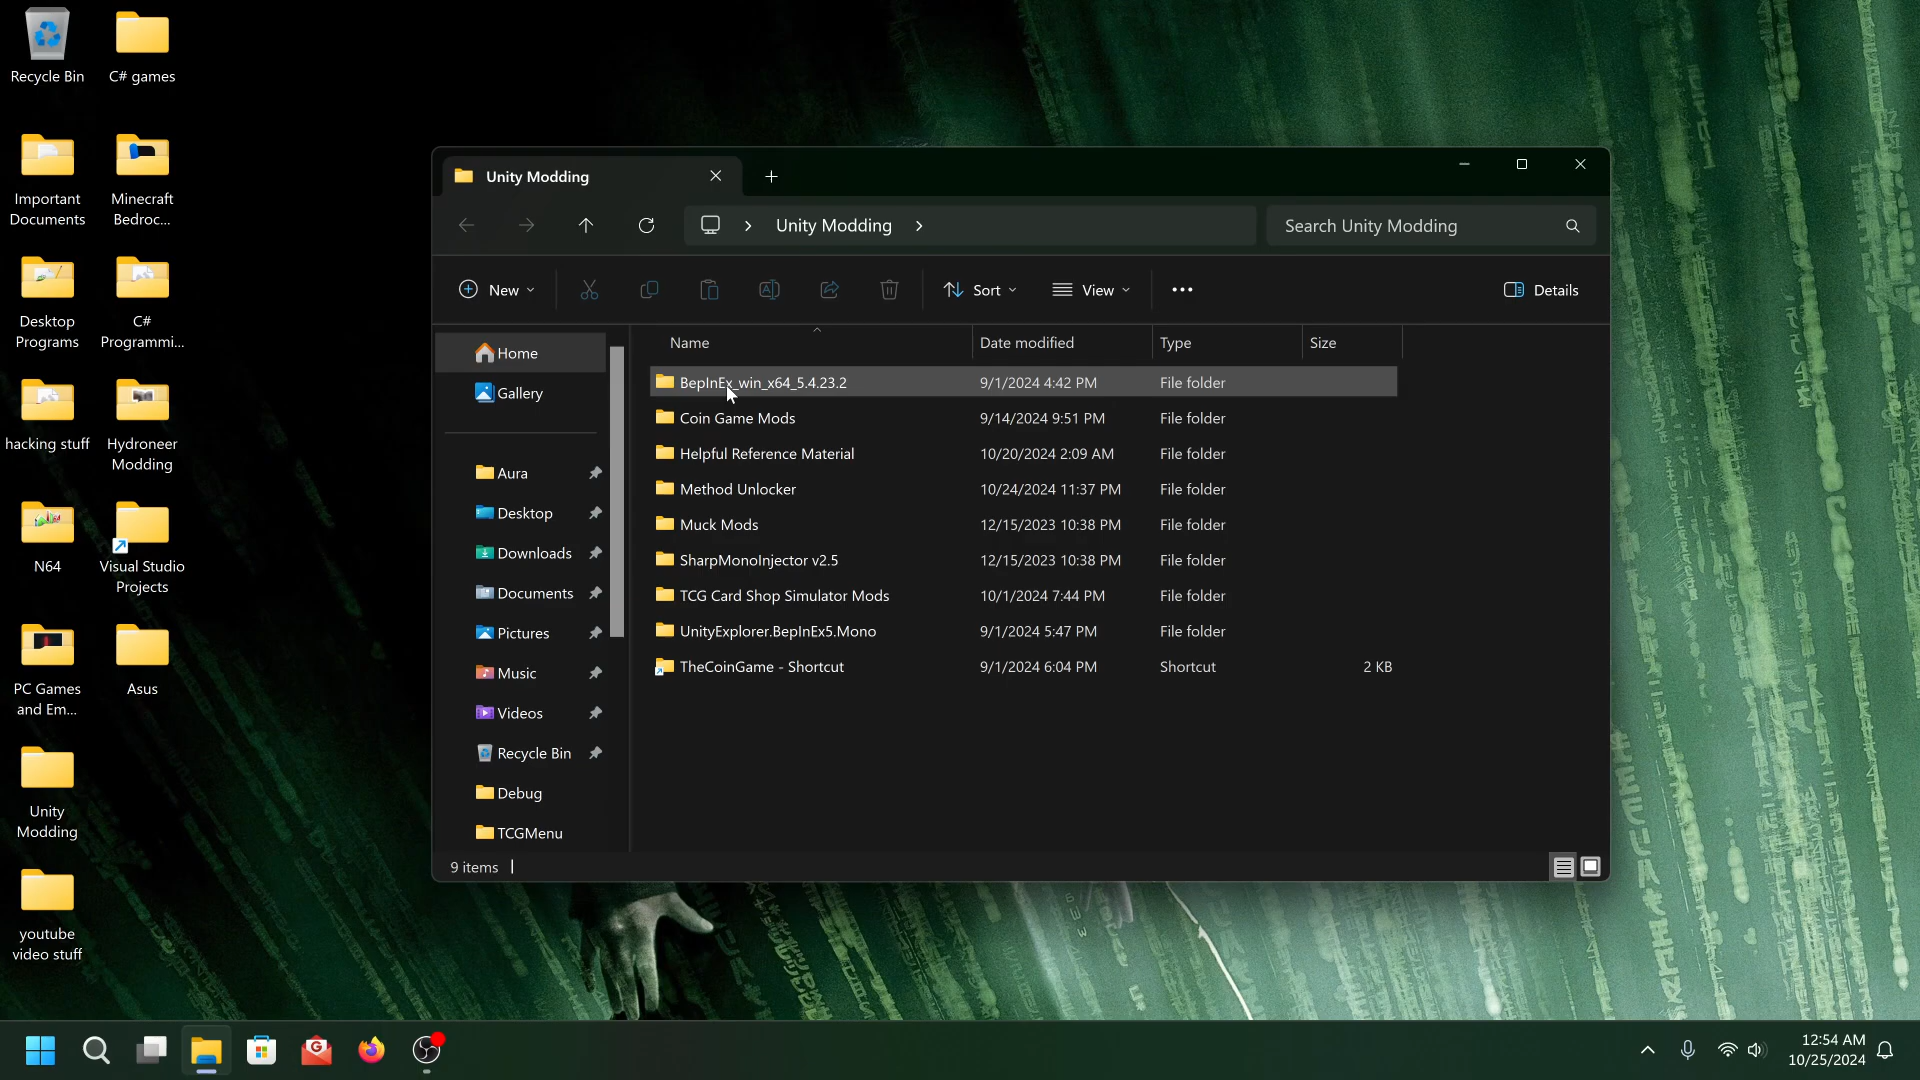 Recycle Bin
C# games
Important
Documents
Minecraft
Bedroc...
Desktop
Programs
C#
Programmi...
hacking stuff
Hydroneer
Modding
N64
Visual Studio
Projects
PC Games
and Em...
Asus
Unity
Modding
youtube
video stuff
Unity Modding
Unity Modding
Search Unity Modding
New
Sort
View
Details
Home
Gallery
Aura
Desktop
Downloads
Documents
Pictures
Music
Videos
Recycle Bin
Debug
TCGMenu
Name Date modified Type Size
BepInEx_win_x64_5.4.23.2 9/1/2024 4:42 PM File folder
Coin Game Mods 9/14/2024 9:51 PM File folder
Helpful Reference Material 10/20/2024 2:09 AM File folder
Method Unlocker 10/24/2024 11:37 PM File folder
Muck Mods 12/15/2023 10:38 PM File folder
SharpMonoInjector v2.5 12/15/2023 10:38 PM File folder
TCG Card Shop Simulator Mods 10/1/2024 7:44 PM File folder
UnityExplorer.BepInEx5.Mono 9/1/2024 5:47 PM File folder
TheCoinGame - Shortcut 9/1/2024 6:04 PM Shortcut 2 KB
9 items
12:54 AM
10/25/2024